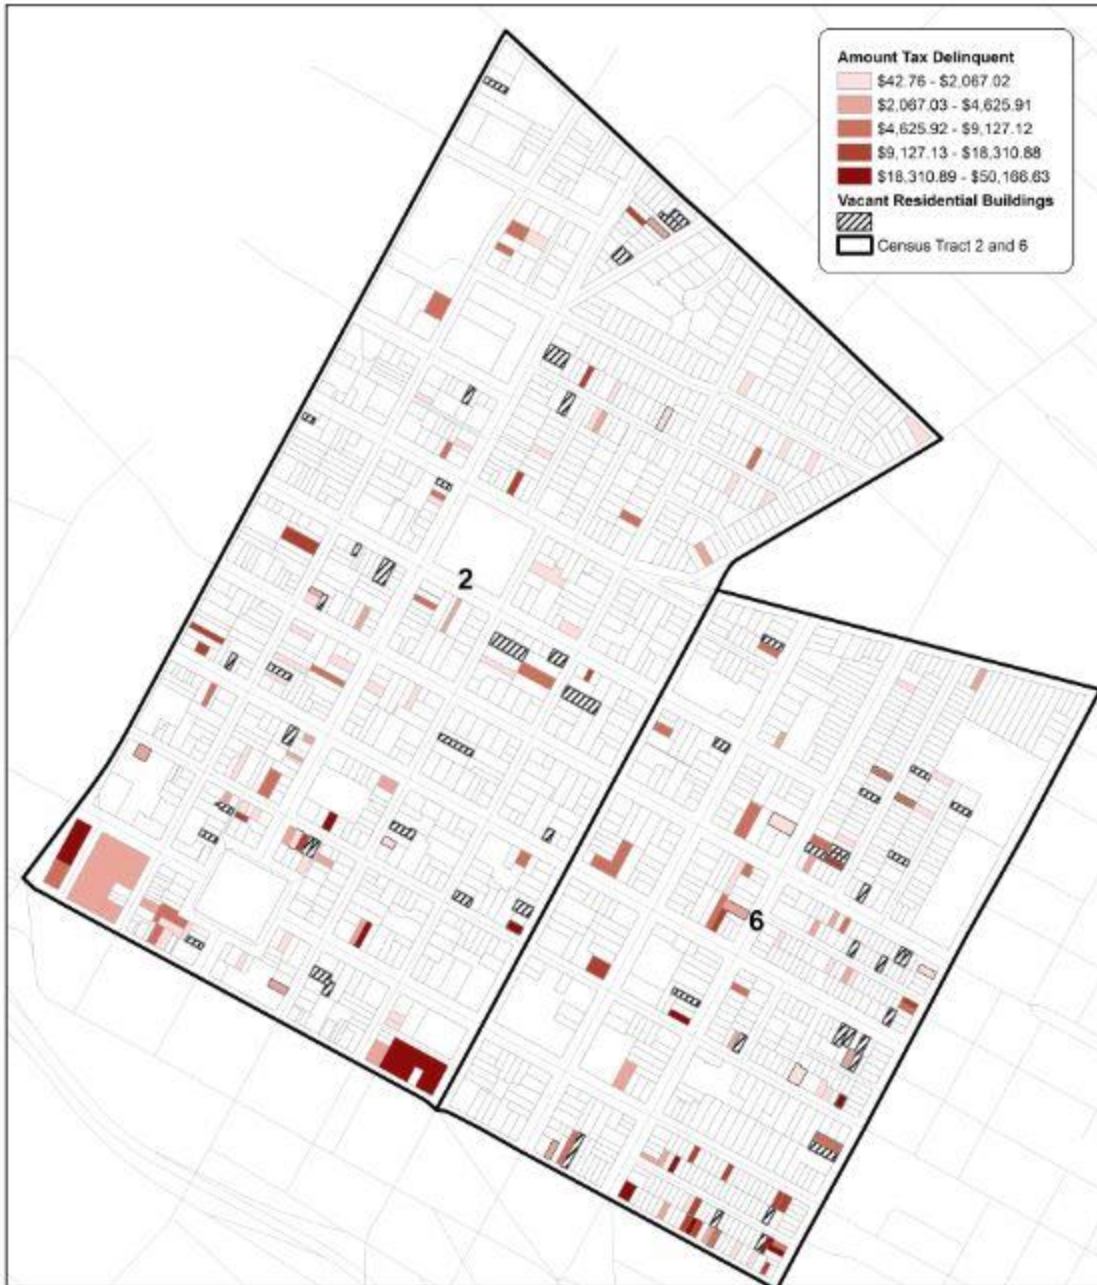 Amount Tax Delinquent
$42.76 - $2,067.02
$2,067.03 - $4,625.91
$4,625.92 - $9,127.12
$9,127.13 - $18,310.88
$18,310.89 - $50,166.63
Vacant Residential Buildings
Census Tract 2 and 6
2
6